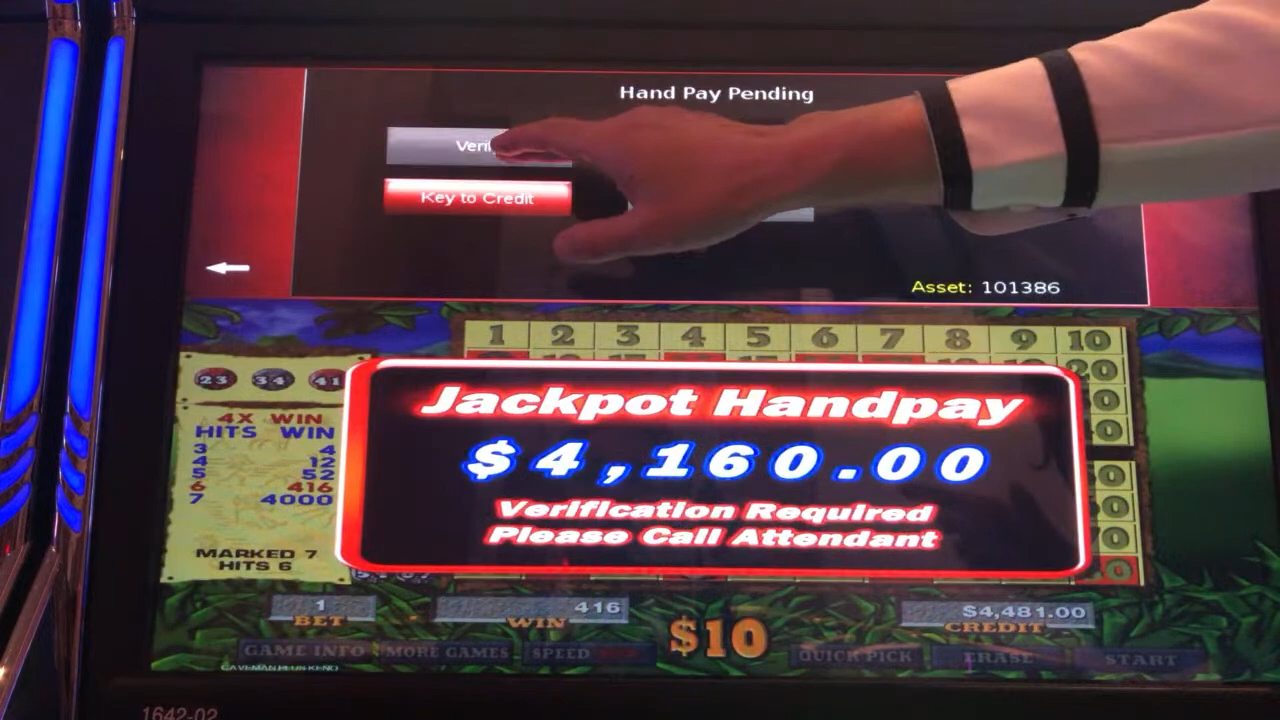 Hand Pay Pending
Key to Credit
Asset: 101386
1 2 3 4 5 6 7 8 9 10
20
23 34 41
4X WIN
HITS WIN
3 4
4 12
5 52
6 416
7 4000
MARKED 7
HITS 6
Jackpot Handpay
$4,160.00
Verification Required
Please Call Attendant
1
BET
416
WIN
$10
$4,481.00
CREDIT
GAME INFO
MORE GAMES
SPEED
QUICK PICK
ERASE
START
1642-02